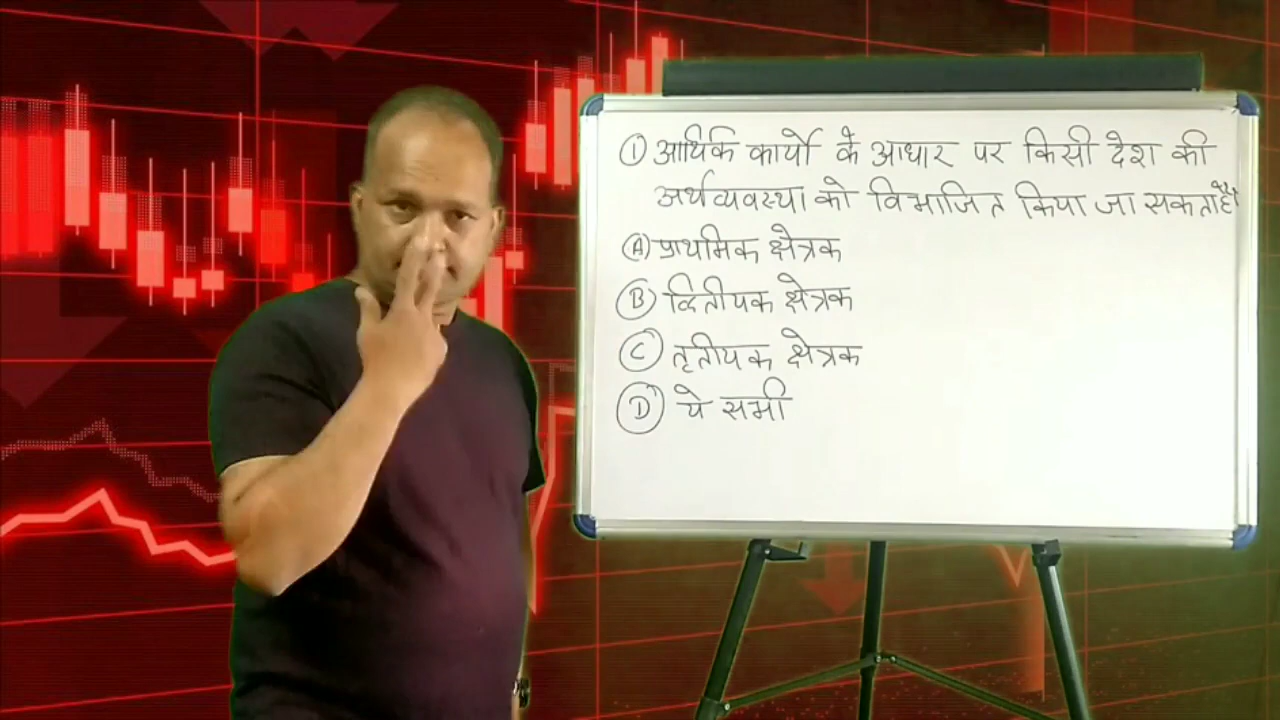 ① आर्थिक कार्यो के आधार पर किसी देश की
अर्थव्यवस्था को विभाजित किया जा सकता है
Ⓐ प्राथमिक क्षेत्रक
Ⓑ द्वितीयक क्षेत्रक
Ⓒ तृतीयक क्षेत्रक
Ⓓ ये सभी